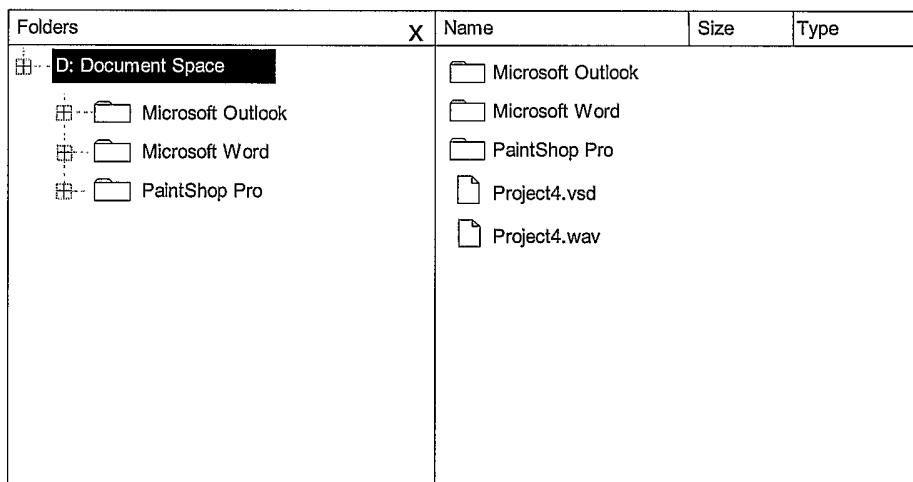 Folders X
D: Document Space
Microsoft Outlook
Microsoft Word
PaintShop Pro
Name Size Type
Microsoft Outlook
Microsoft Word
PaintShop Pro
Project4.vsd
Project4.wav